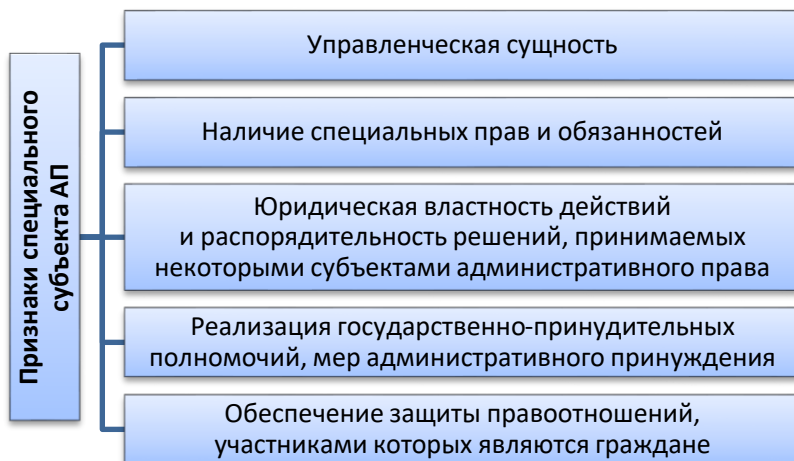 Признаки специального
субъекта АП
Управленческая сущность
Наличие специальных прав и обязанностей
Юридическая властность действий
и распорядительность решений, принимаемых
некоторыми субъектами административного права
Реализация государственно-принудительных
полномочий, мер административного принуждения
Обеспечение защиты правоотношений,
участниками которых являются граждане